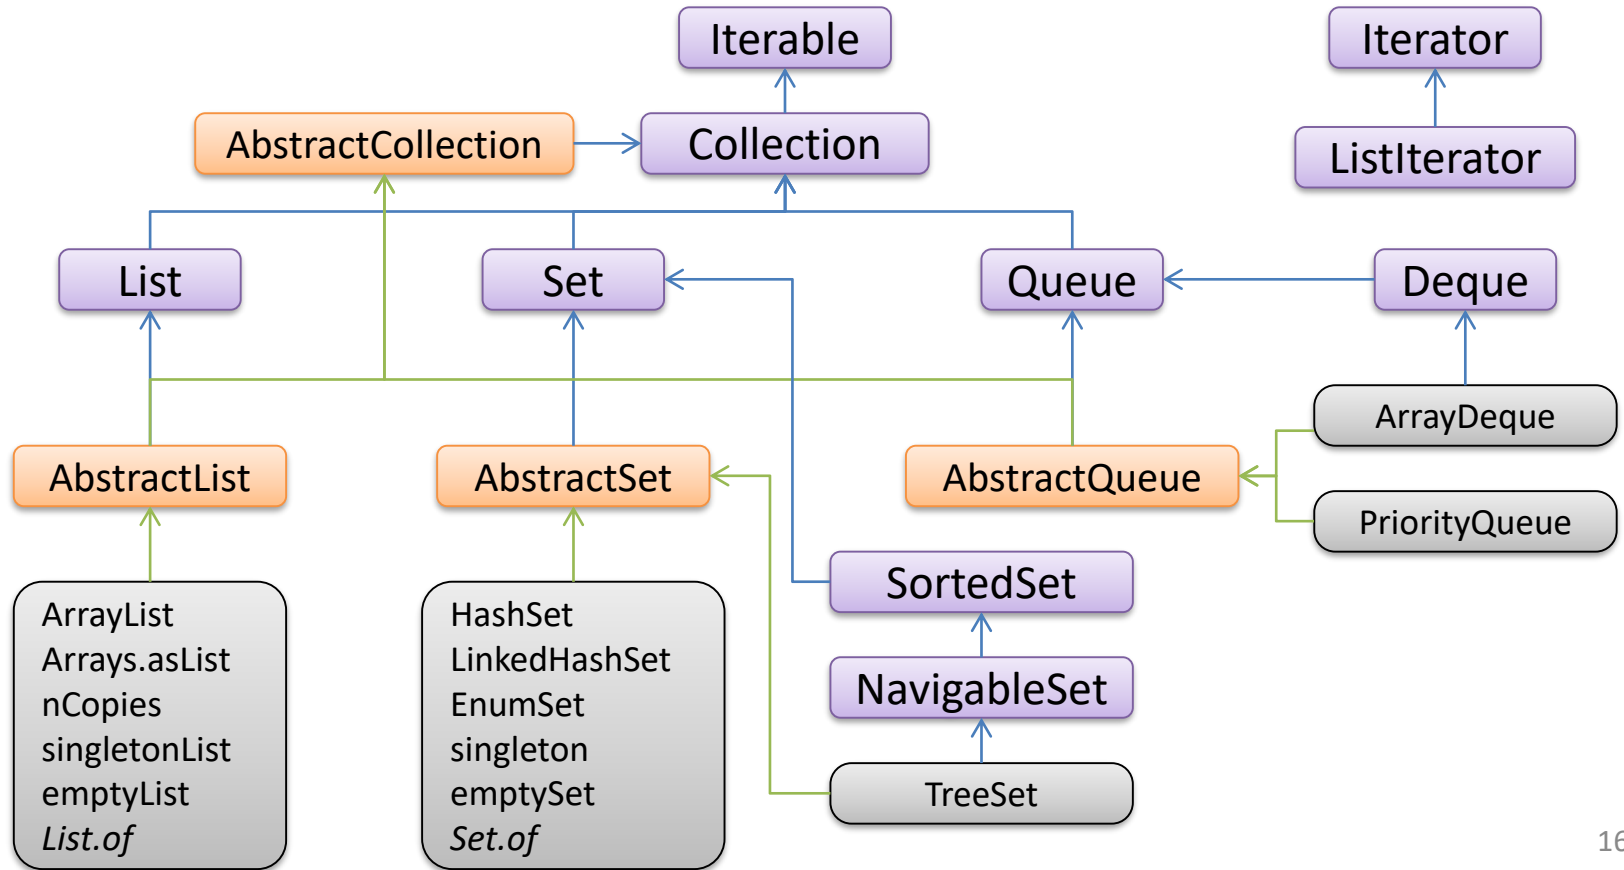 Iterable
Iterator
AbstractCollection
Collection
ListIterator
List
Set
Queue
Deque
ArrayDeque
AbstractList
AbstractSet
AbstractQueue
PriorityQueue
SortedSet
ArrayList
Arrays.asList
nCopies
singletonList
emptyList
List.of
HashSet
LinkedHashSet
EnumSet
singleton
emptySet
Set.of
NavigableSet
TreeSet
16